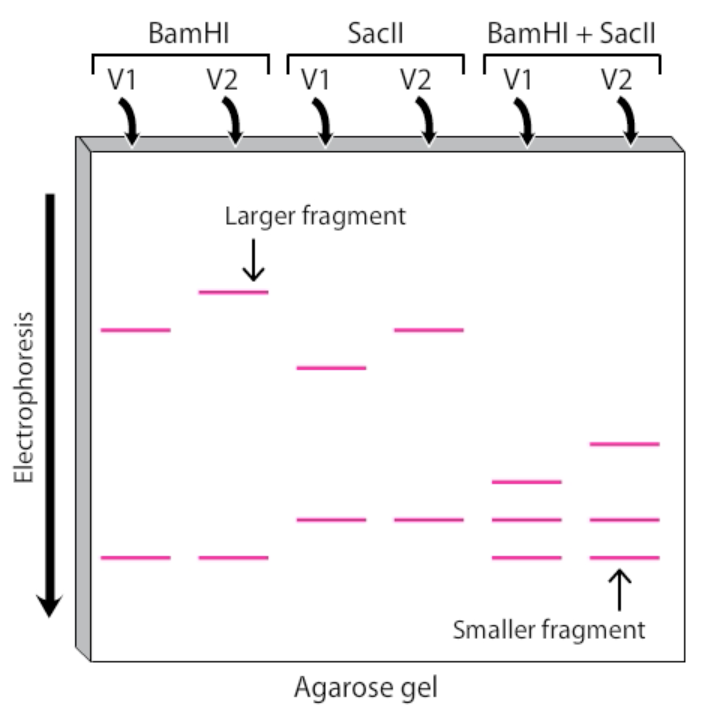 BamHI SacII BamHI + SacII
V1 V2 V1 V2 V1 V2
Larger fragment
Electrophoresis
Smaller fragment
Agarose gel